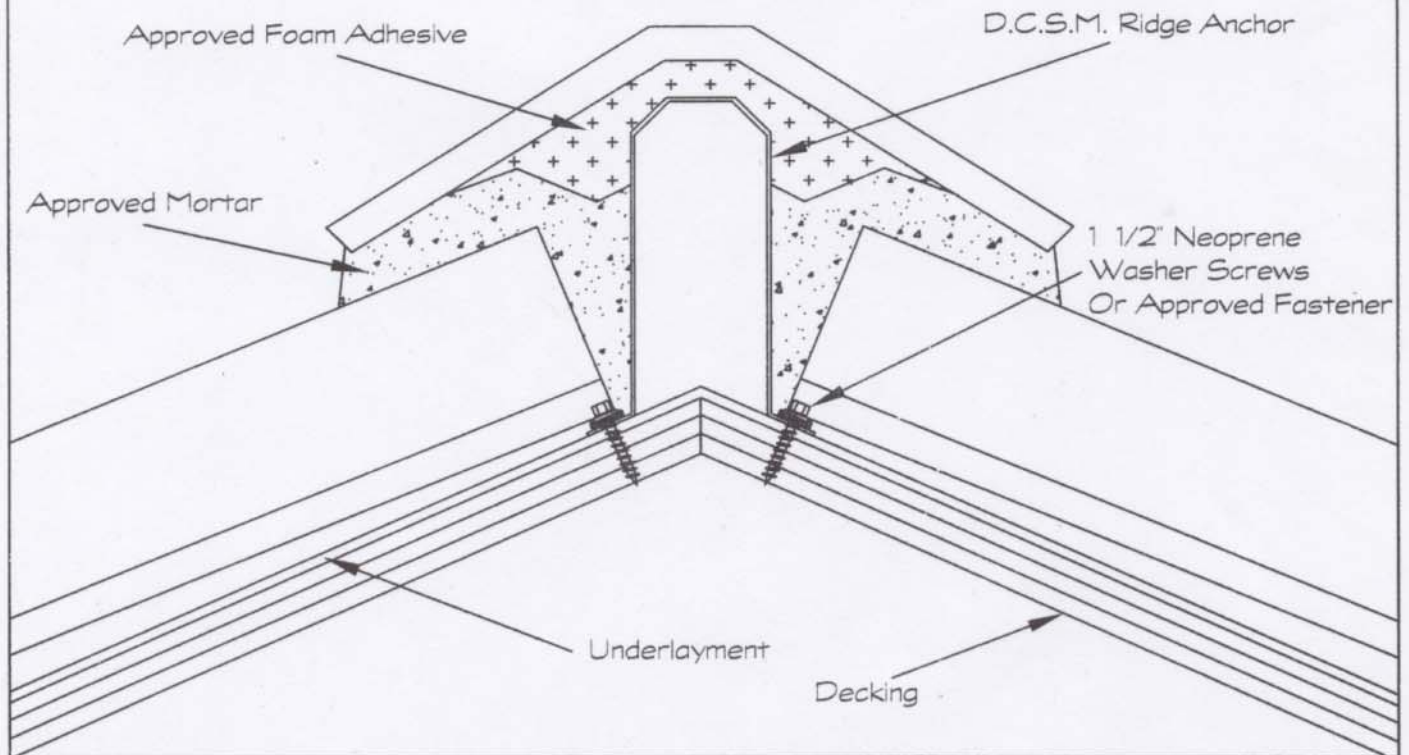 Approved Foam Adhesive
D.C.S.M. Ridge Anchor
Approved Mortar
1 1/2" Neoprene
Washer Screws
Or Approved Fastener
Underlayment
Decking